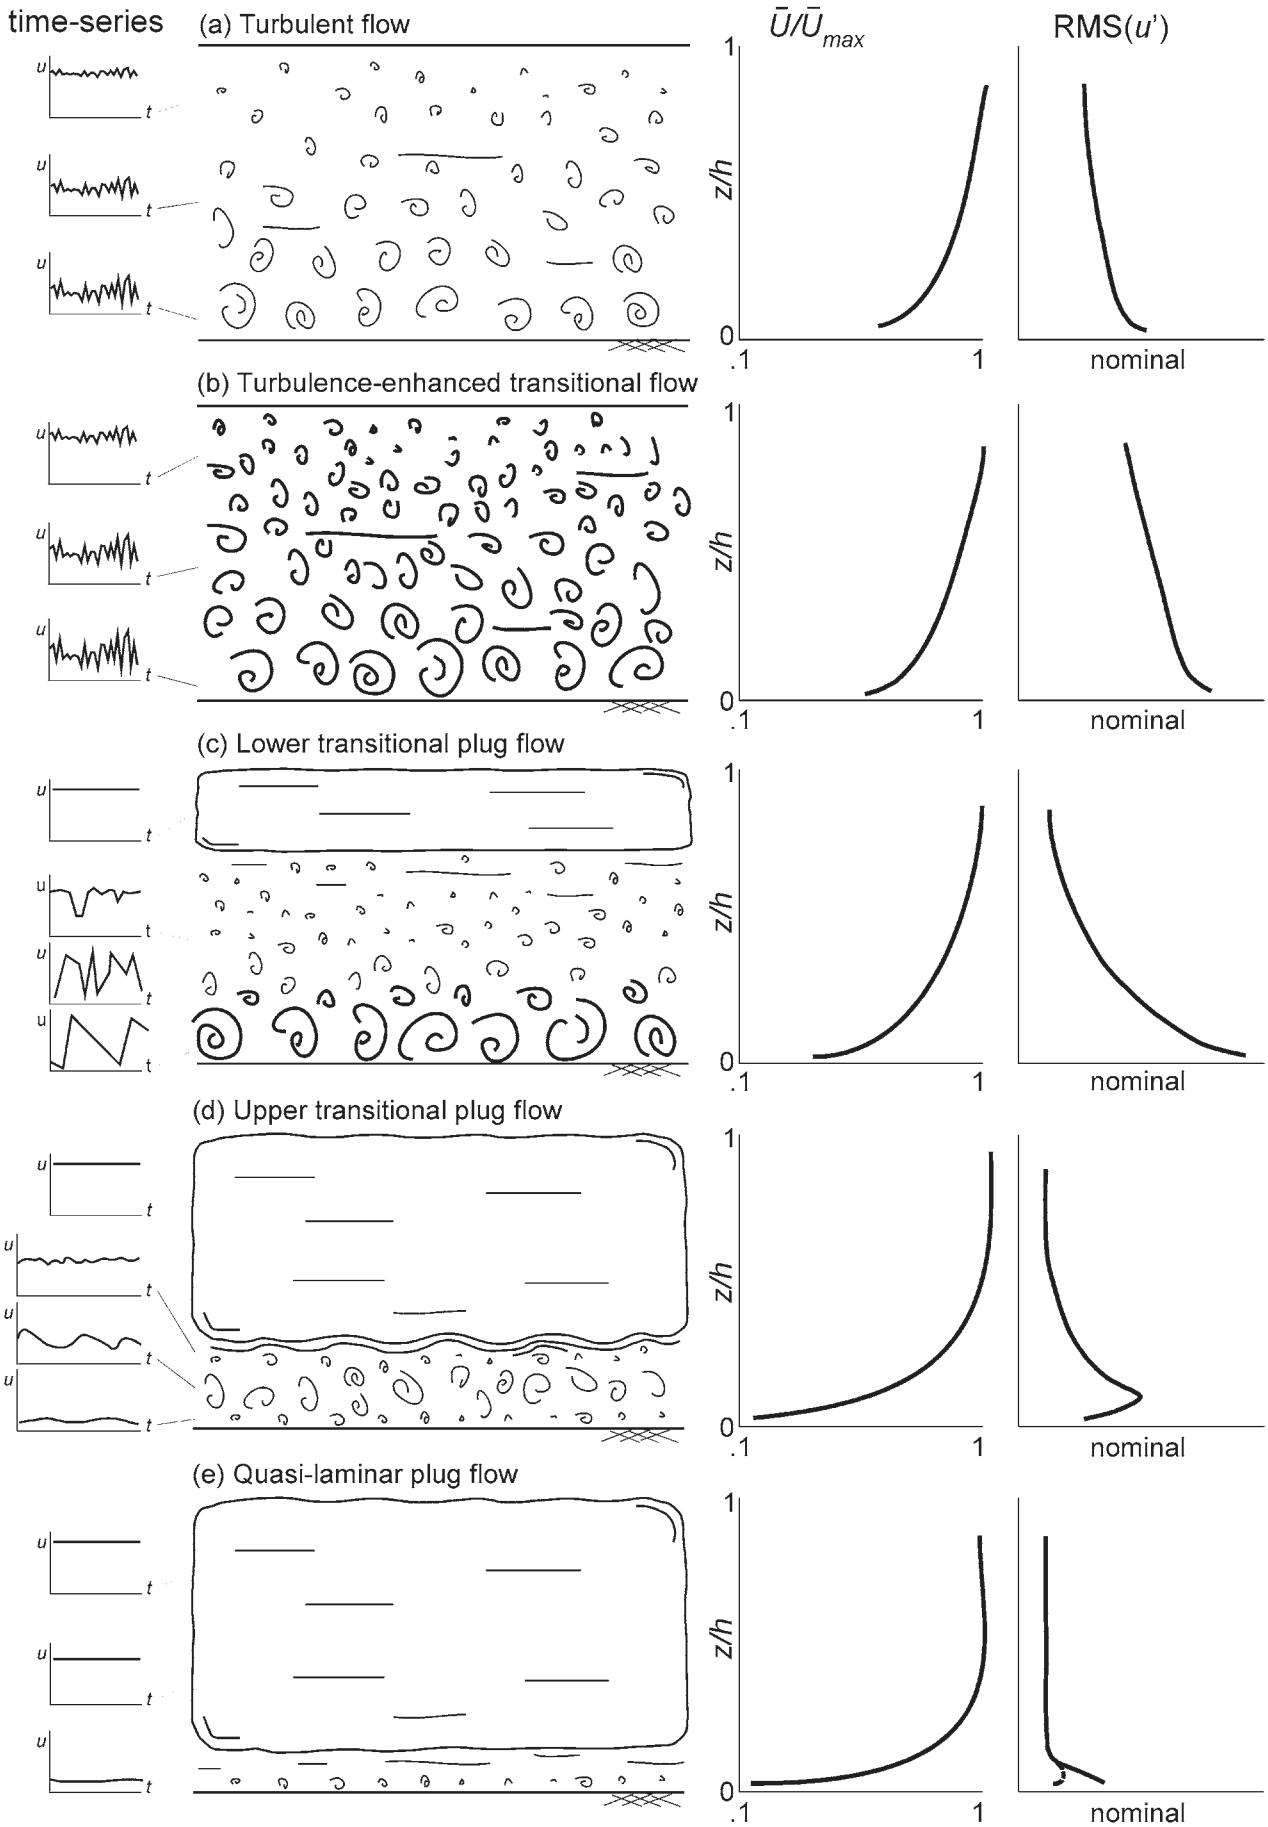 time-series
(a) Turbulent flow
Ū/Ūmax
RMS(u')
u
t
u
t
u
t
1
z/h
0
.1
1
nominal
(b) Turbulence-enhanced transitional flow
u
t
u
t
u
t
1
z/h
0
.1
1
nominal
(c) Lower transitional plug flow
u
t
u
t
u
t
u
t
1
z/h
0
.1
1
nominal
(d) Upper transitional plug flow
u
t
u
t
u
t
u
t
1
z/h
0
.1
1
nominal
(e) Quasi-laminar plug flow
u
t
u
t
u
t
1
z/h
0
.1
1
nominal